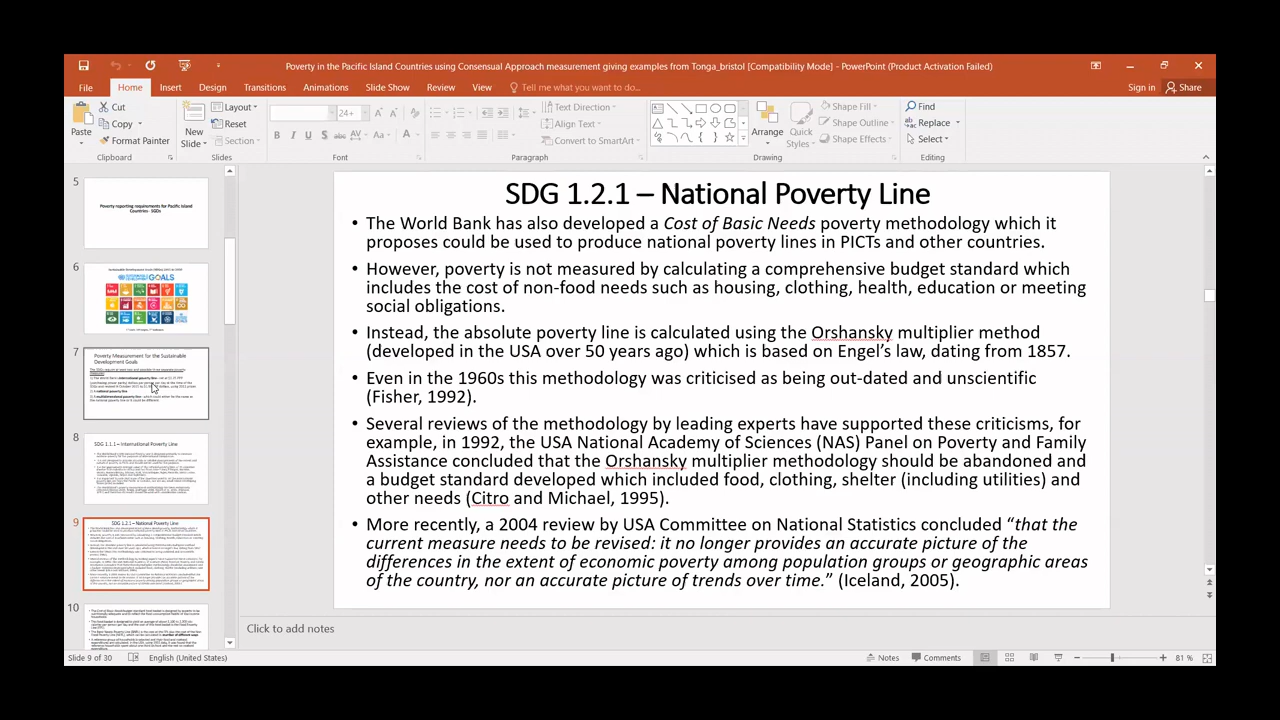 Poverty in the Pacific Island Countries using Consensual Approach measurement giving examples from Tonga_bristol [Compatibility Mode] - PowerPoint (Product Activation Failed)
File Home Insert Design Transitions Animations Slide Show Review View Tell me what you want to do... Sign in Share
Paste
Cut
Copy
Format Painter
Clipboard
New
Slide
Layout
Reset
Section
Slides
24+
Font
Text Direction
Align Text
Convert to SmartArt
Paragraph
Arrange
Quick
Styles
Shape Fill
Shape Outline
Shape Effects
Drawing
Find
Replace
Select
Editing
5
Poverty reporting requirements for Pacific Island
Countries- SGDs
6
GOALS
7
Poverty Measurement for the Sustainable
Development Goals
8
SDG 1.1.1 – International Poverty Line
9
SDG 1.2.1 – National Poverty Line
10
SDG 1.2.1 – National Poverty Line
• The World Bank has also developed a Cost of Basic Needs poverty methodology which it
proposes could be used to produce national poverty lines in PICTs and other countries.
• However, poverty is not measured by calculating a comprehensive budget standard which
includes the cost of non-food needs such as housing, clothing, health, education or meeting
social obligations.
• Instead, the absolute poverty line is calculated using the Orshansky multiplier method
(developed in the USA over 50 years ago) which is based on Engel's law, dating from 1857.
• Even in the 1960s this methodology was criticised as being outdated and unscientific
(Fisher, 1992).
• Several reviews of the methodology by leading experts have supported these criticisms, for
example, in 1992, the USA National Academy of Sciences (NAS) Panel on Poverty and Family
Assistance concluded that the Orshansky multiplier methodology should be abandoned and
a budget standard developed which included food, clothing, shelter (including utilities) and
other needs (Citro and Michael, 1995).
• More recently, a 2004 review by USA Committee on National Statistics concluded “that the
current measure needs to be revised: it no longer provides an accurate picture of the
differences in the extent of economic poverty among population groups or geographic areas
of the country, nor an accurate picture of trends over time.” (Iceland, 2005).
Click to add notes
Slide 9 of 30 English (United States) Notes Comments 81 %